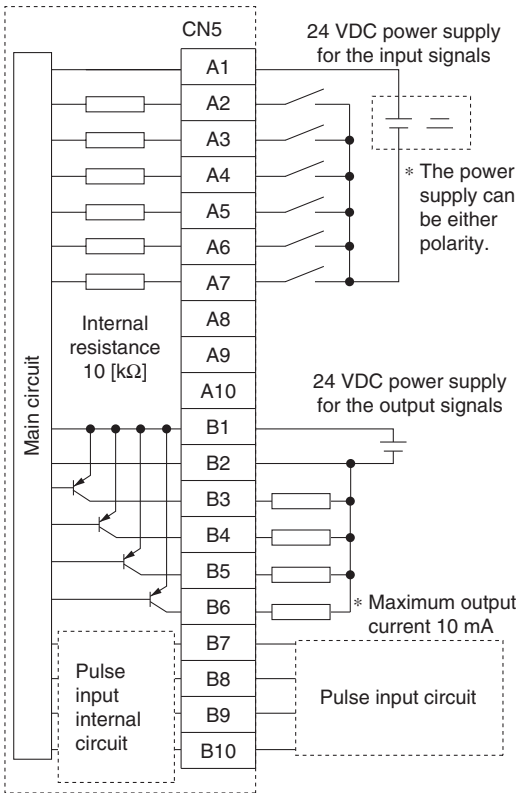 CN5
24 VDC power supply
for the input signals
A1
A2
A3
A4
A5
A6
A7
A8
A9
A10
B1
B2
B3
B4
B5
B6
B7
B8
B9
B10
* The power
supply can
be either
polarity.
Internal
resistance
10 [kΩ]
Main circuit
24 VDC power supply
for the output signals
* Maximum output
current 10 mA
Pulse
input
internal
circuit
Pulse input circuit